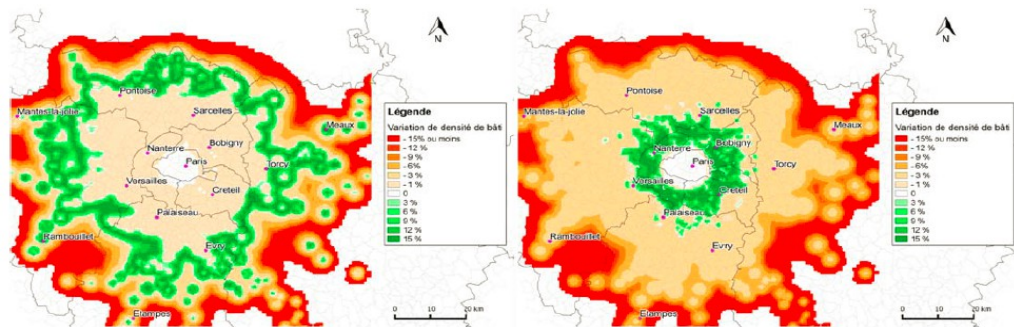 N
Pontoise
Mantes-la-jolie
Sarcelles
Meaux
Nanterre
Bobigny
Paris
Torcy
Versailles
Créteil
Palaiseau
Rambouillet
Evry
Etampes
Légende
Variation de densité de bâti
- 15% ou moins
- 12 %
- 9 %
- 6 %
- 3 %
- 1 %
0
3 %
6 %
9 %
12 %
15 %
0 10 20 km
N
Pontoise
Mantes-la-jolie
Sarcelles
Meaux
Nanterre
Bobigny
Paris
Torcy
Versailles
Créteil
Palaiseau
Rambouillet
Evry
Etampes
Légende
Variation de densité de bâti
- 15% ou moins
- 12 %
- 9 %
- 6 %
- 3 %
- 1 %
0
3 %
6 %
9 %
12 %
15 %
0 10 20 km